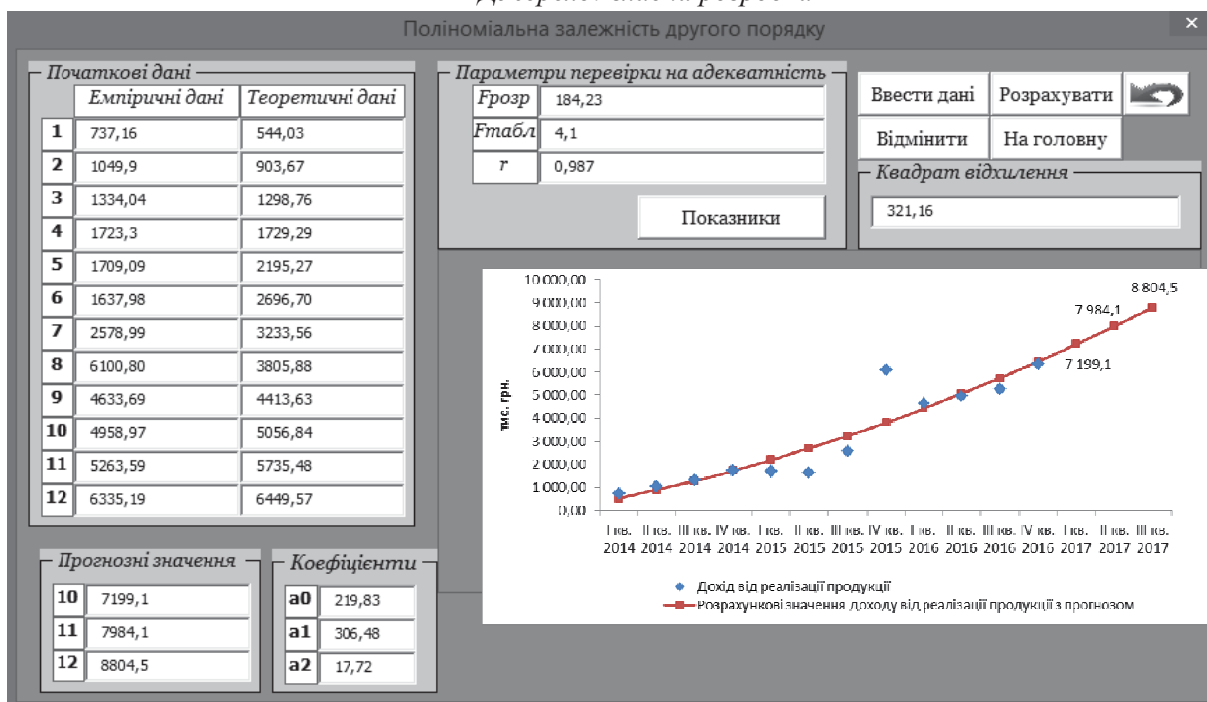 Поліноміальна залежність другого порядку
Початкові дані
Емпіричні дані Теоретичні дані
1 737,16 544,03
2 1049,9 903,67
3 1334,04 1298,76
4 1723,3 1729,29
5 1709,09 2195,27
6 1637,98 2696,70
7 2578,99 3233,56
8 6100,80 3805,88
9 4633,69 4413,63
10 4958,97 5056,84
11 5263,59 5735,48
12 6335,19 6449,57
Прогнозні значення
10 7199,1
11 7984,1
12 8804,5
Коефіцієнти
a0 219,83
a1 306,48
a2 17,72
Параметри перевірки на адекватність
Fрозр 184,23
Fтабл 4,1
r 0,987
Показники
Ввести дані Розрахувати
Відмінити На головну
Квадрат відхилення
321,16
10 000,00
9 000,00
8 000,00
7 000,00
6 000,00
5 000,00
4 000,00
3 000,00
2 000,00
1 000,00
0,00
тис. грн.
8 804,5
7 984,1
7 199,1
I кв. II кв. III кв. IV кв. I кв. II кв. III кв. IV кв. I кв. II кв. III кв. IV кв. I кв. II кв. III кв.
2014 2014 2014 2014 2015 2015 2015 2015 2016 2016 2016 2016 2017 2017 2017
Дохід від реалізації продукції
Розрахункові значення доходу від реалізації продукції з прогнозом